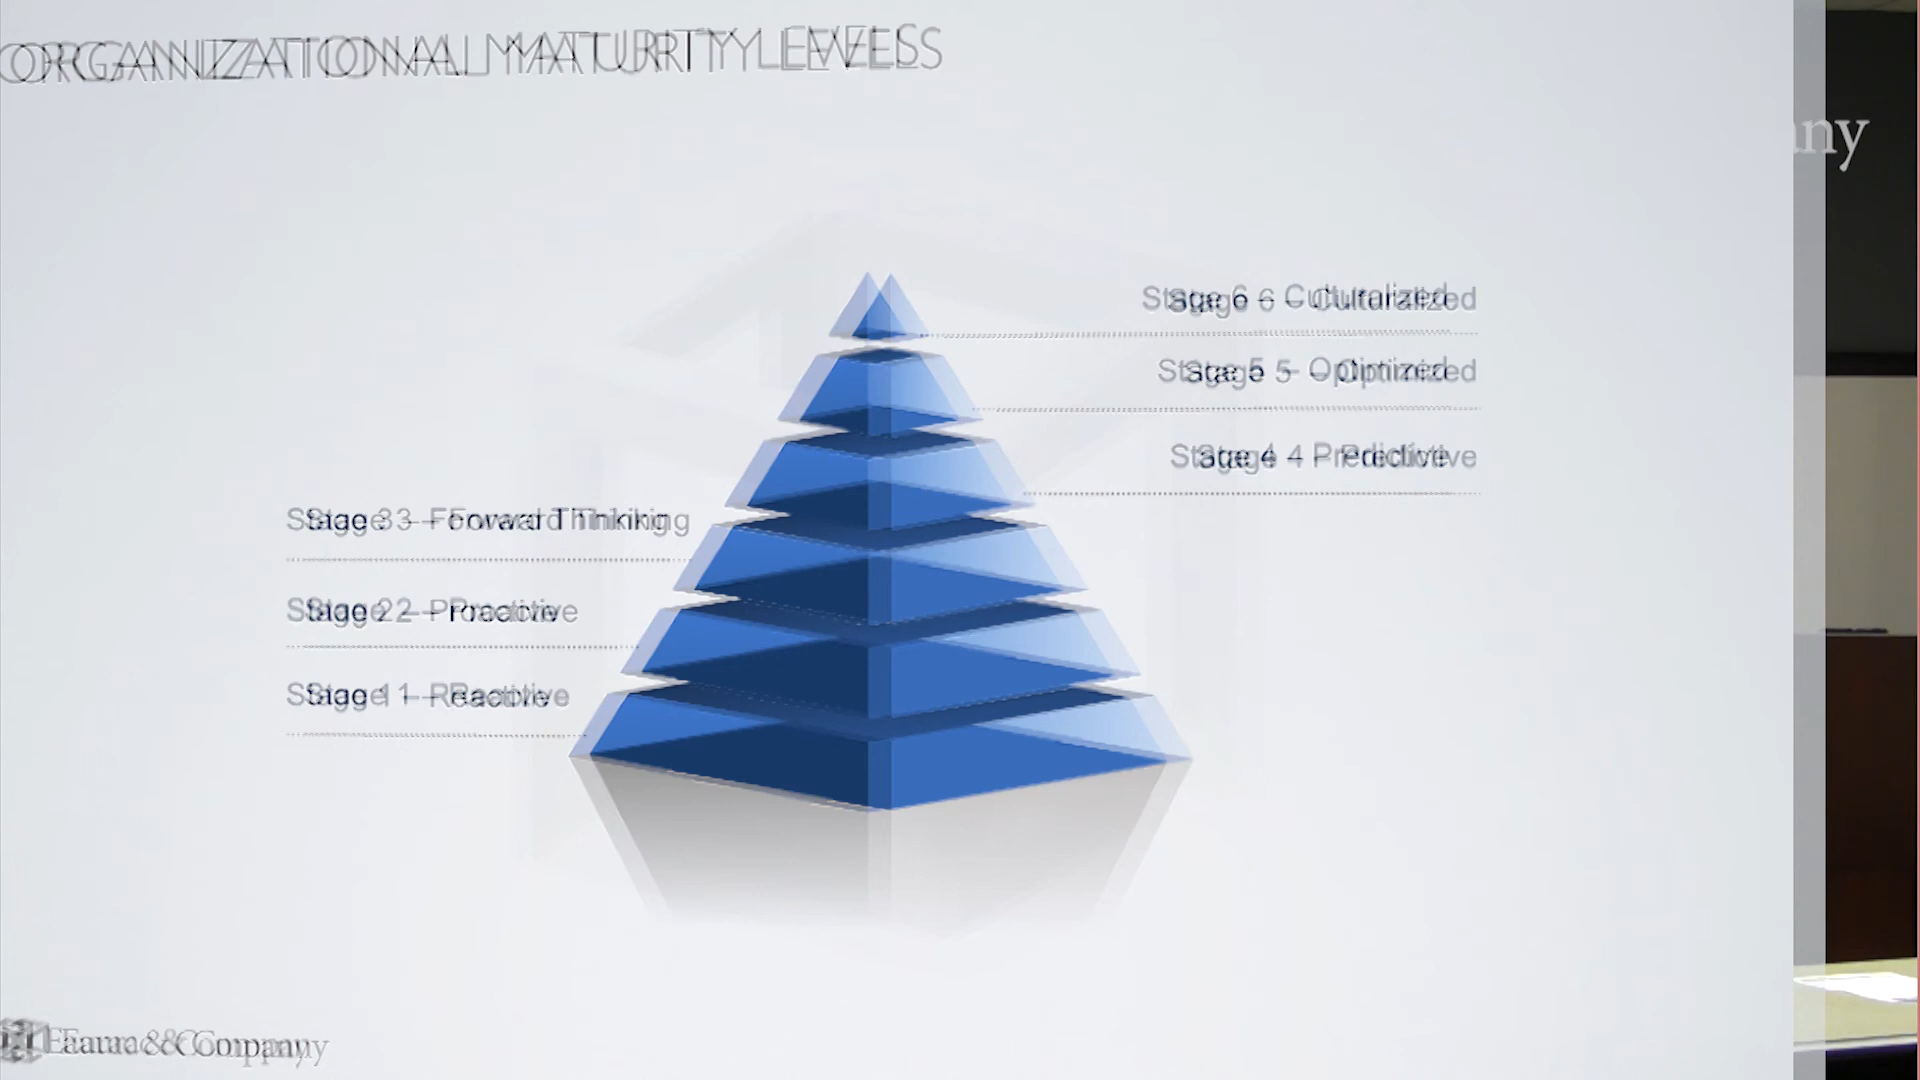 ORGANIZATIONAL MATURITY LEVELS
any
Stage 6 – Culturalized
Stage 5 – Optimized
Stage 4 – Predictive
Stage 3 – Forward Thinking
Stage 2 – Proactive
Stage 1 – Reactive
& Company